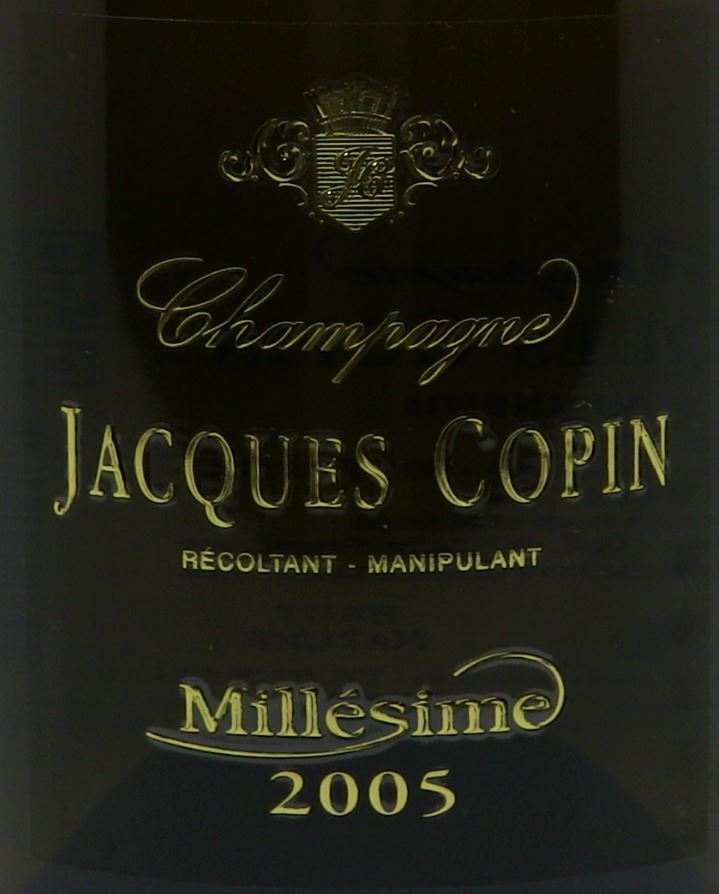 Champagne
JACQUES COPIN
RÉCOLTANT - MANIPULANT
Millésime
2005